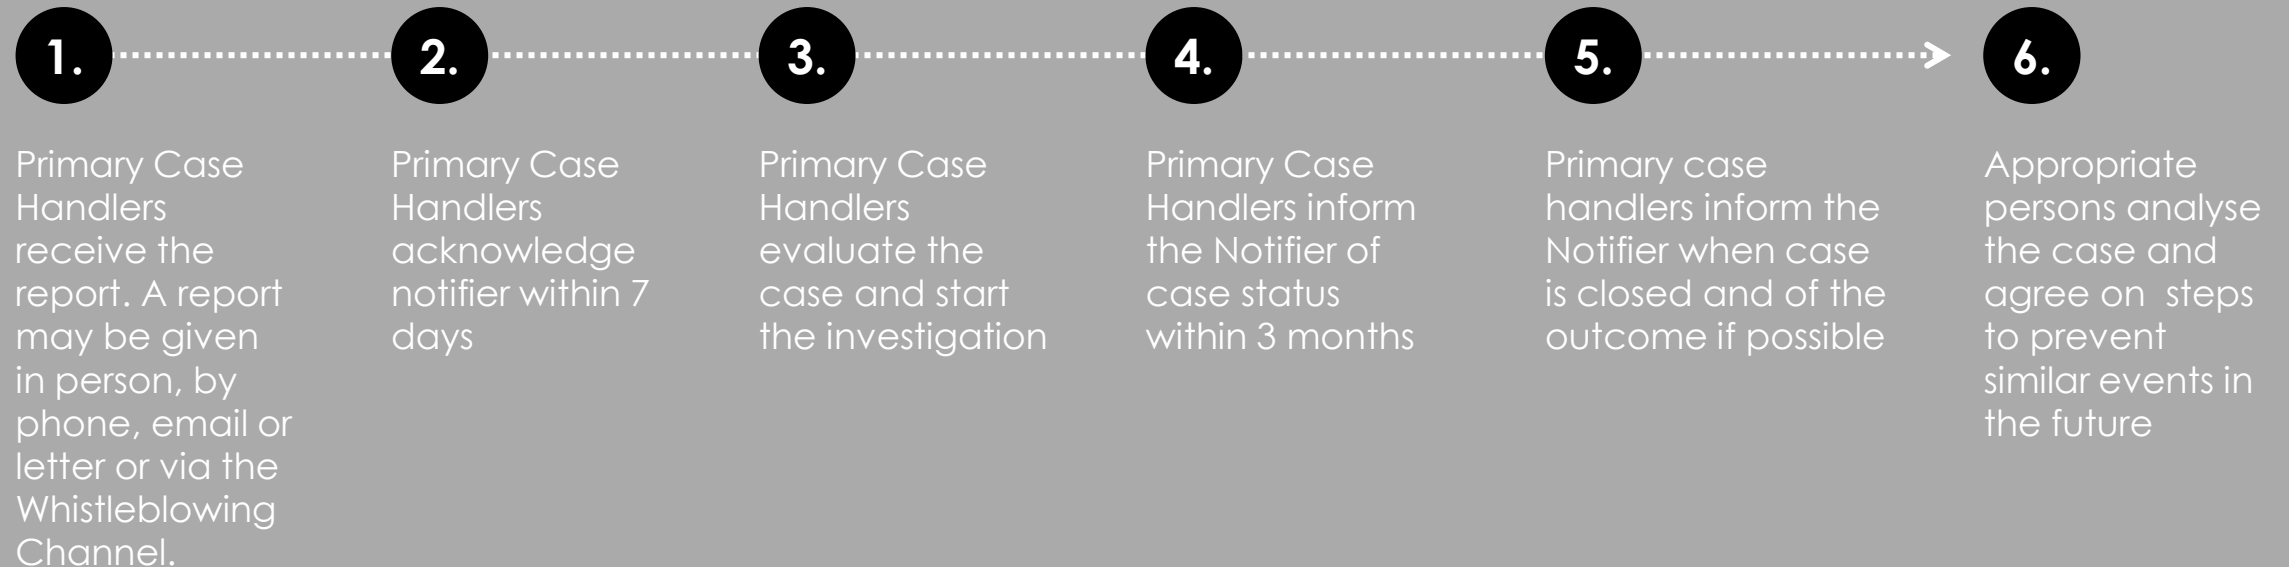 1.
Primary Case
Handlers
receive the
report. A report
may be given
in person, by
phone, email or
letter or via the
Whistleblowing
Channel.
2.
Primary Case
Handlers
acknowledge
notifier within 7
days
3.
Primary Case
Handlers
evaluate the
case and start
the investigation
4.
Primary Case
Handlers inform
the Notifier of
case status
within 3 months
5.
Primary case
handlers inform the
Notifier when case
is closed and of the
outcome if possible
6.
Appropriate
persons analyse
the case and
agree on  steps
to prevent
similar events in
the future